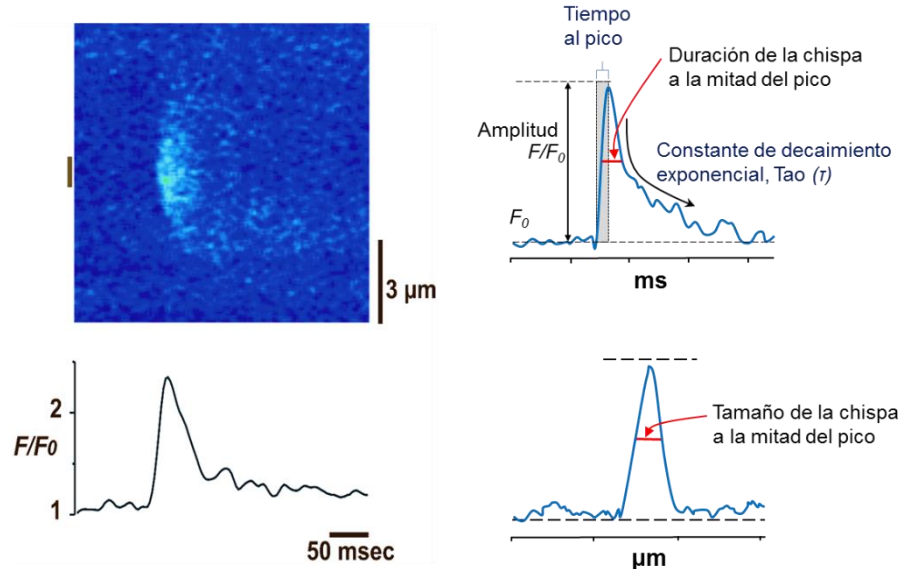 3 µm
2
F/F0
1
50 msec
Tiempo
al pico
Duración de la chispa
a la mitad del pico
Amplitud
F/F0
Constante de decaimiento
exponencial, Tao (τ)
F0
ms
Tamaño de la chispa
a la mitad del pico
µm